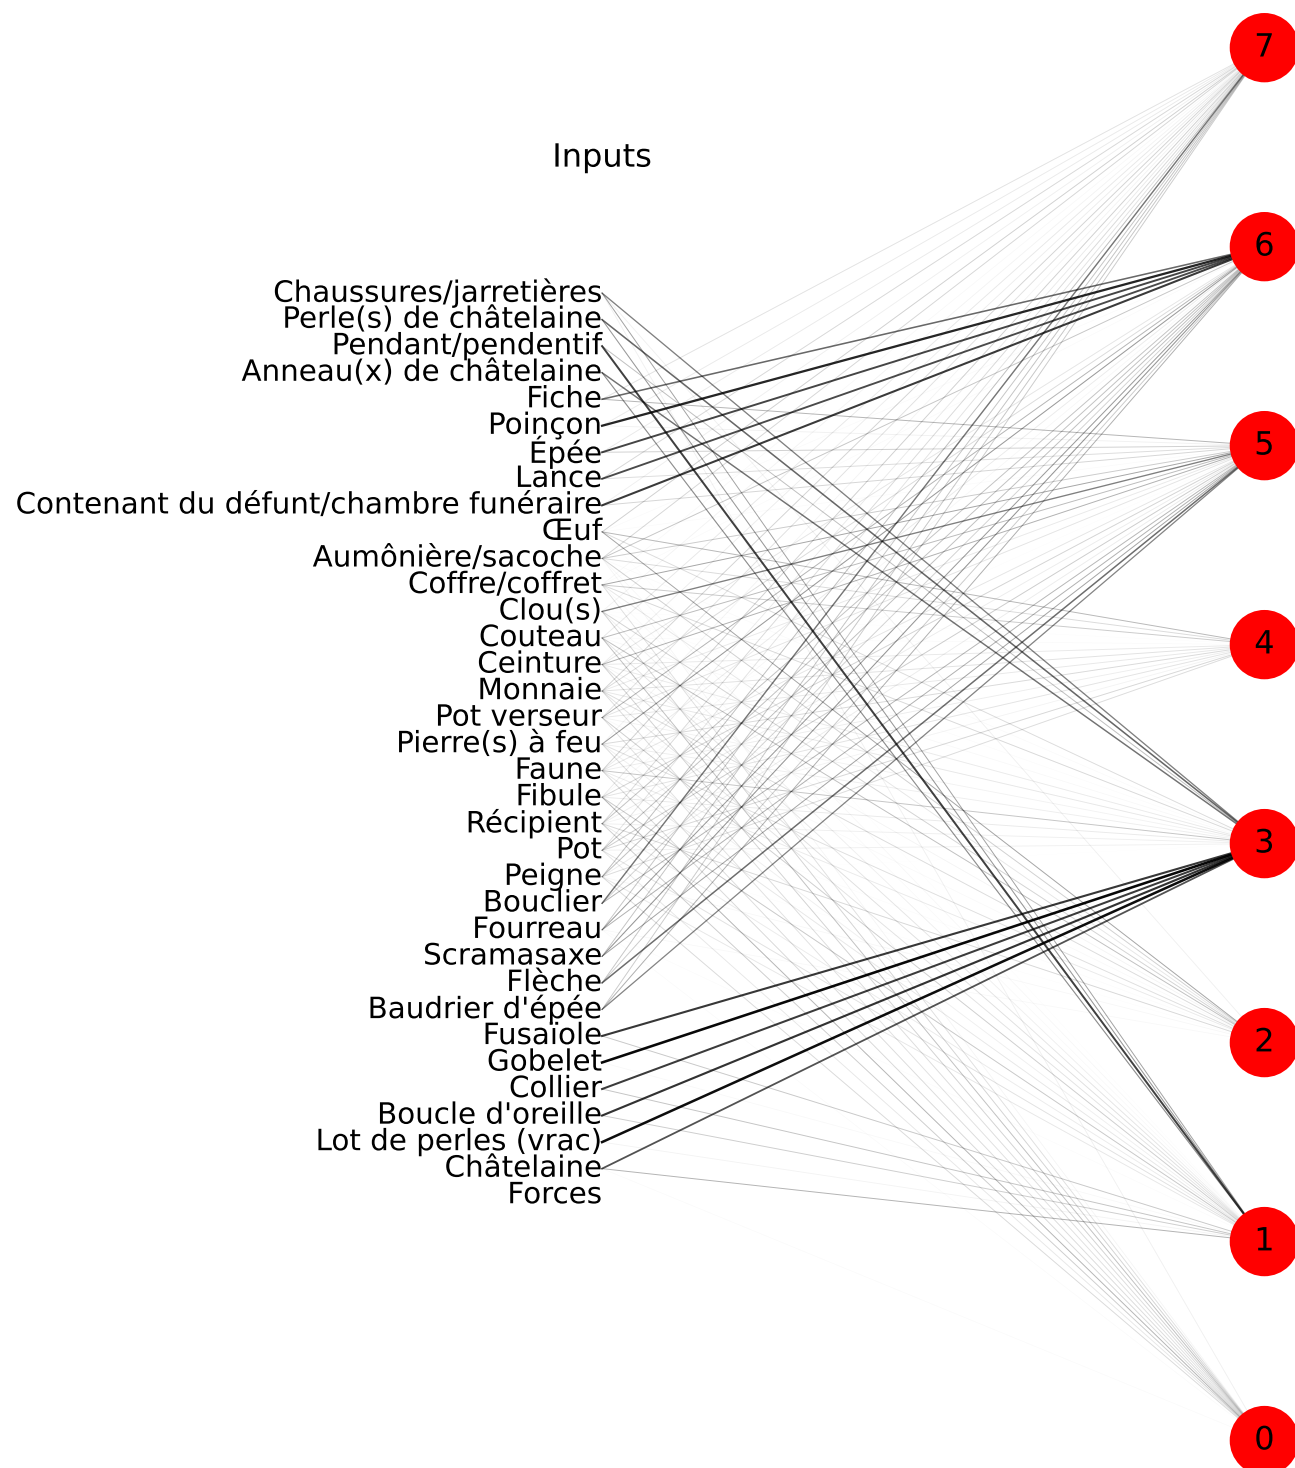 7
Inputs
6
Chaussures/jarretières
Perle(s) de châtelaine
Pendant/pendentif
Anneau(x) de châtelaine
Fiche
Poinçon
Épée
5
Lance
Contenant du défunt/chambre funéraire
Œuf
Aumônière/sacoche
Coffre/coffret
Clou(s)
Couteau
4
Ceinture
Monnaie
Pot verseur
Pierre(s) à feu
Faune
Fibule
Récipient
3
Pot
Peigne
Bouclier
Fourreau
Scramasaxe
Flèche
Baudrier d'épée
Fusaïole
2
Gobelet
Collier
Boucle d'oreille
Lot de perles (vrac)
Châtelaine
Forces
1
0